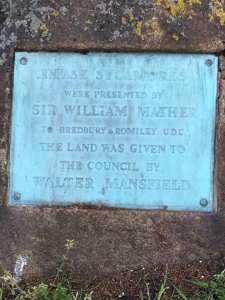 THESE SYCAMORES
WERE PRESENTED BY
SIR WILLIAM MATHER
TO BREDBURY & ROMILEY U.D.C.
THE LAND WAS GIVEN TO
THE COUNCIL BY
WALTER MANSFIELD